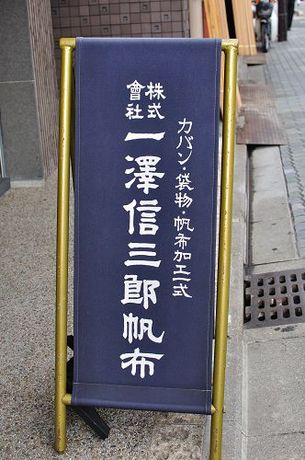 カバン・袋物・帆布加工一式
株式會社
一澤信三郎帆布